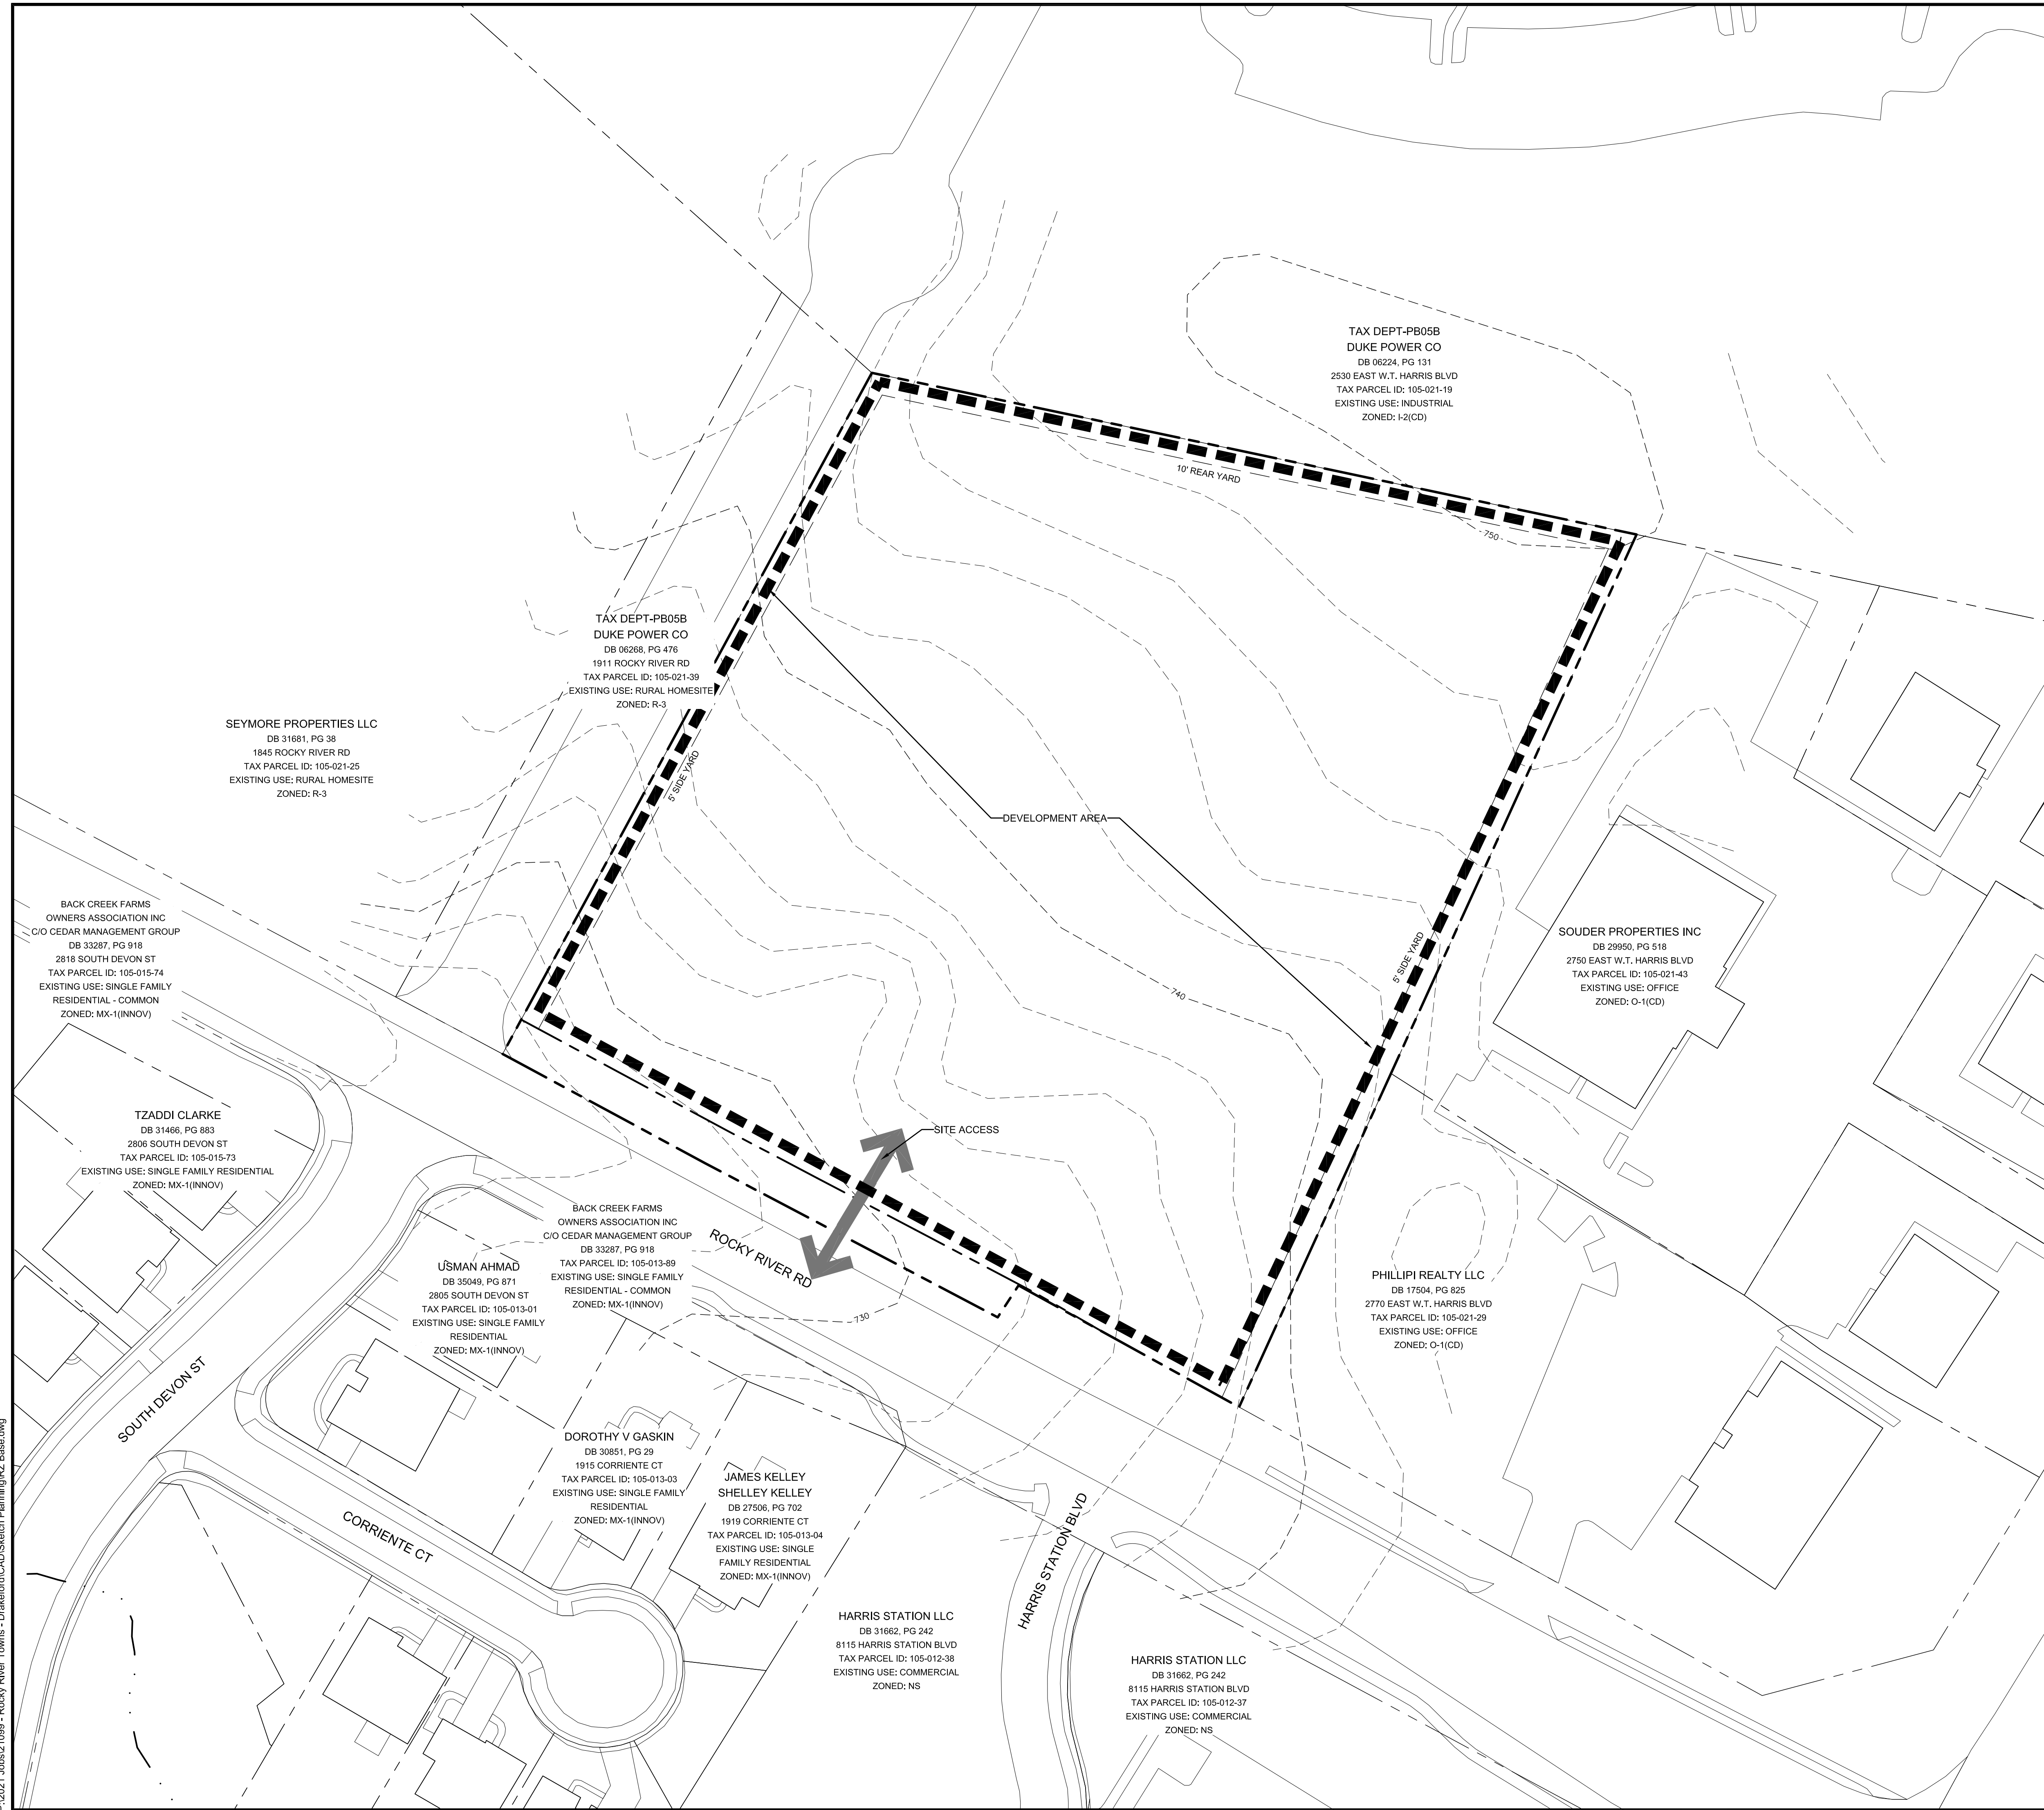 TAX DEPT-PB05B
DUKE POWER CO
DB 06224, PG 131
2530 EAST W.T. HARRIS BLVD
TAX PARCEL ID: 105-021-19
EXISTING USE: INDUSTRIAL
ZONED: I-2(CD)
10' REAR YARD
750
TAX DEPT-PB05B
DUKE POWER CO
DB 06268, PG 476
1911 ROCKY RIVER RD
TAX PARCEL ID: 105-021-39
EXISTING USE: RURAL HOMESITE
ZONED: R-3
SEYMORE PROPERTIES LLC
DB 31681, PG 38
1845 ROCKY RIVER RD
TAX PARCEL ID: 105-021-25
EXISTING USE: RURAL HOMESITE
ZONED: R-3
5' SIDE YARD
DEVELOPMENT AREA
5' SIDE YARD
740
SOUDER PROPERTIES INC
DB 29950, PG 518
2750 EAST W.T. HARRIS BLVD
TAX PARCEL ID: 105-021-43
EXISTING USE: OFFICE
ZONED: O-1(CD)
BACK CREEK FARMS
OWNERS ASSOCIATION INC
C/O CEDAR MANAGEMENT GROUP
DB 33287, PG 918
2818 SOUTH DEVON ST
TAX PARCEL ID: 105-015-74
EXISTING USE: SINGLE FAMILY
RESIDENTIAL - COMMON
ZONED: MX-1(INNOV)
TZADDI CLARKE
DB 31466, PG 883
2806 SOUTH DEVON ST
TAX PARCEL ID: 105-015-73
EXISTING USE: SINGLE FAMILY RESIDENTIAL
ZONED: MX-1(INNOV)
SITE ACCESS
BACK CREEK FARMS
OWNERS ASSOCIATION INC
C/O CEDAR MANAGEMENT GROUP
DB 33287, PG 918
TAX PARCEL ID: 105-013-89
EXISTING USE: SINGLE FAMILY
RESIDENTIAL - COMMON
ZONED: MX-1(INNOV)
ROCKY RIVER RD
730
USMAN AHMAD
DB 35049, PG 871
2805 SOUTH DEVON ST
TAX PARCEL ID: 105-013-01
EXISTING USE: SINGLE FAMILY
RESIDENTIAL
ZONED: MX-1(INNOV)
PHILLIPI REALTY LLC
DB 17504, PG 825
2770 EAST W.T. HARRIS BLVD
TAX PARCEL ID: 105-021-29
EXISTING USE: OFFICE
ZONED: O-1(CD)
SOUTH DEVON ST
DOROTHY V GASKIN
DB 30851, PG 29
1915 CORRIENTE CT
TAX PARCEL ID: 105-013-03
EXISTING USE: SINGLE FAMILY
RESIDENTIAL
ZONED: MX-1(INNOV)
JAMES KELLEY
SHELLEY KELLEY
DB 27506, PG 702
1919 CORRIENTE CT
TAX PARCEL ID: 105-013-04
EXISTING USE: SINGLE
FAMILY RESIDENTIAL
ZONED: MX-1(INNOV)
CORRIENTE CT
HARRIS STATION BLVD
HARRIS STATION LLC
DB 31662, PG 242
8115 HARRIS STATION BLVD
TAX PARCEL ID: 105-012-38
EXISTING USE: COMMERCIAL
ZONED: NS
HARRIS STATION LLC
DB 31662, PG 242
8115 HARRIS STATION BLVD
TAX PARCEL ID: 105-012-37
EXISTING USE: COMMERCIAL
ZONED: NS